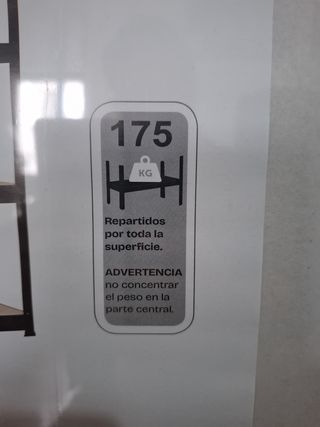 175
KG
Repartidos
por toda la
superficie.
ADVERTENCIA
no concentrar
el peso en la
parte central.